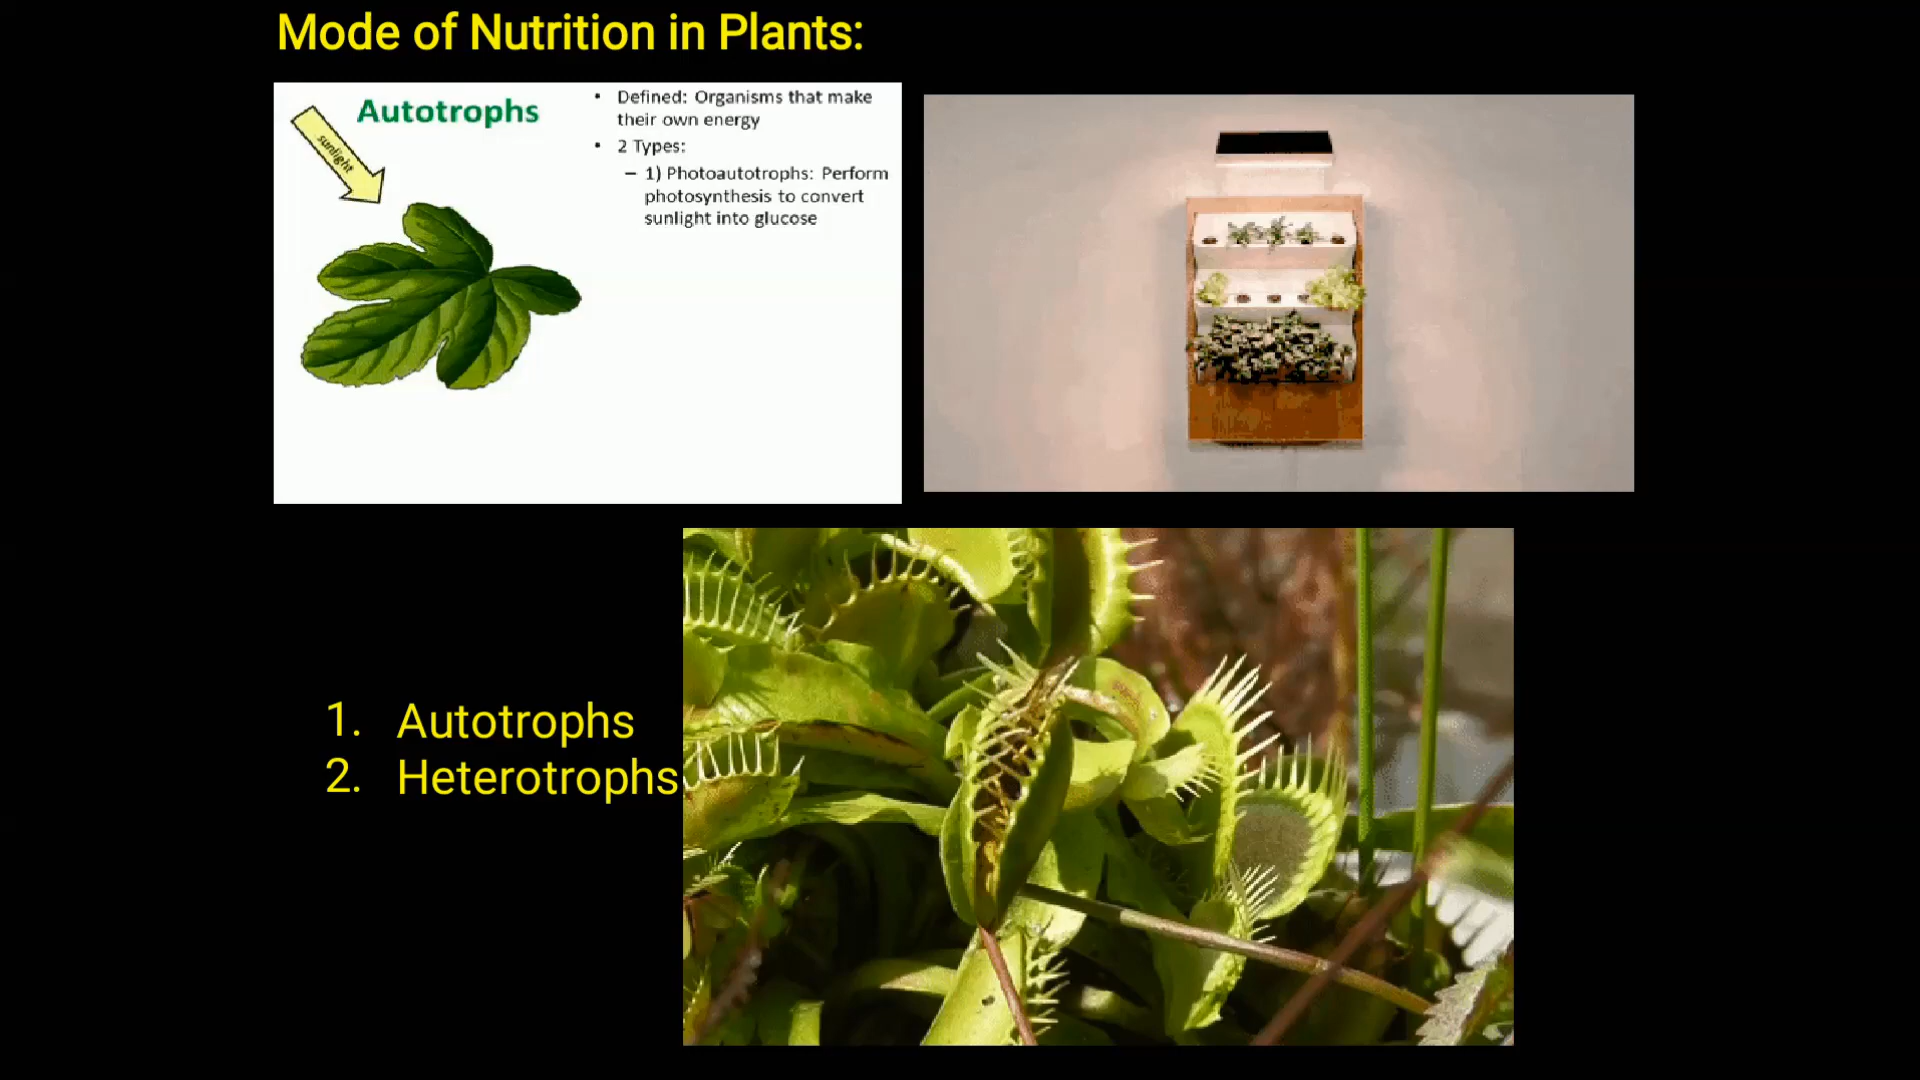 Mode of Nutrition in Plants:
Autotrophs
sunlight
• Defined: Organisms that make
their own energy
• 2 Types:
– 1) Photoautotrophs: Perform
photosynthesis to convert
sunlight into glucose
1. Autotrophs
2. Heterotrophs